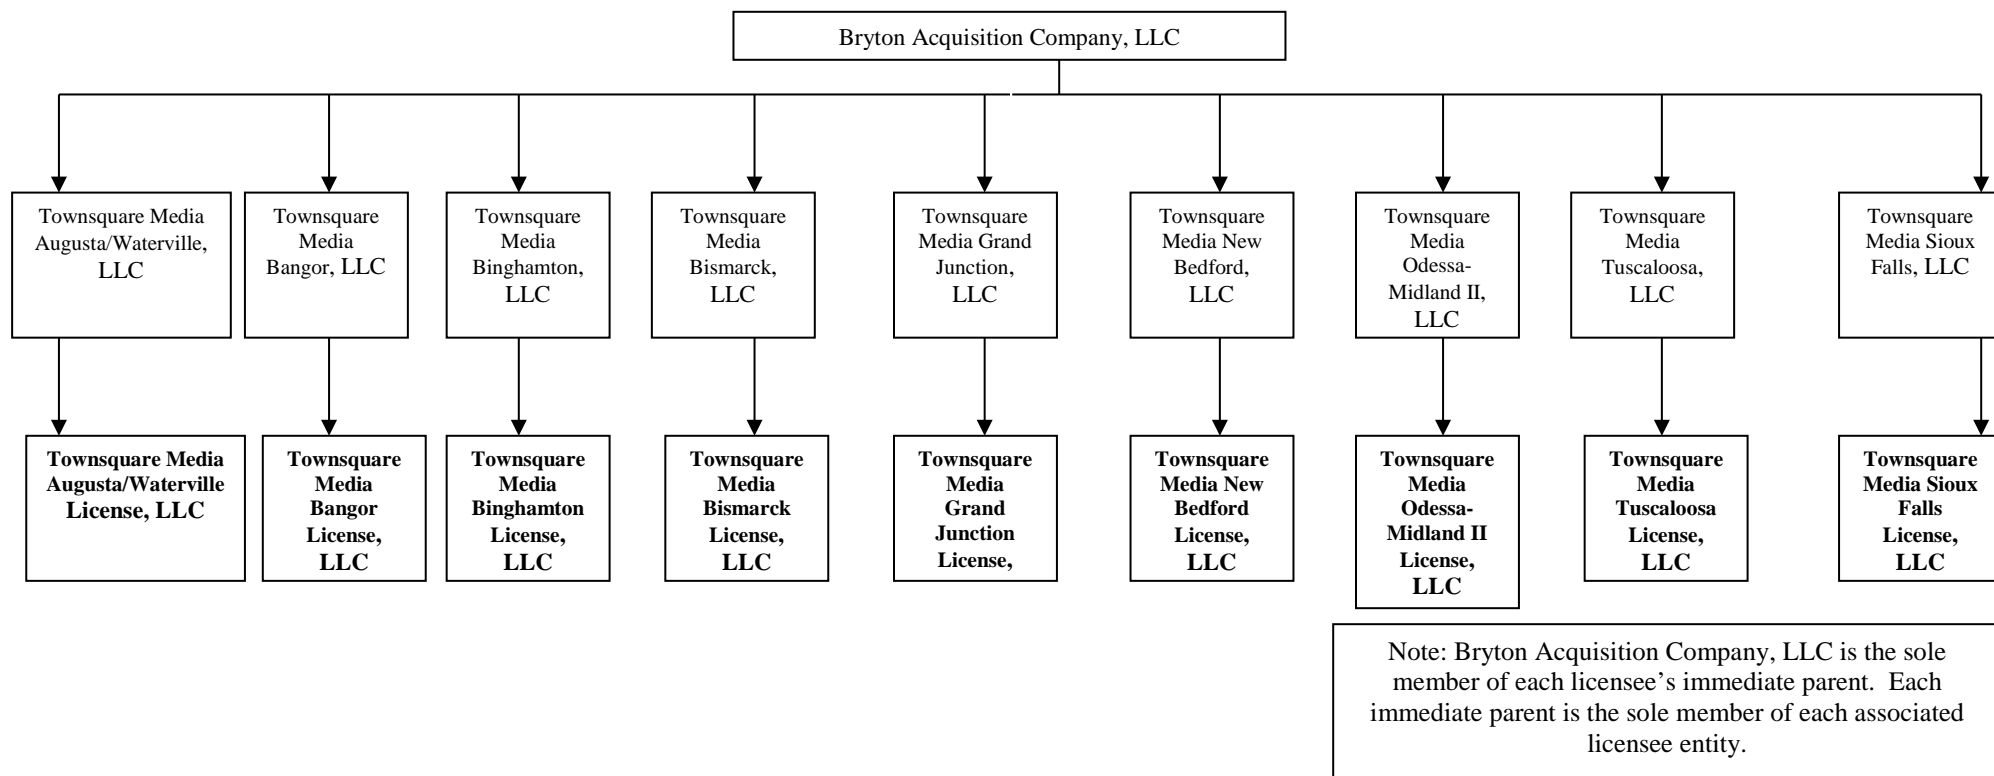 Bryton Acquisition Company, LLC
Townsquare Media
Augusta/Waterville,
LLC
Townsquare
Media
Bangor, LLC
Townsquare
Media
Binghamton,
LLC
Townsquare
Media
Bismarck,
LLC
Townsquare
Media Grand
Junction,
LLC
Townsquare
Media New
Bedford,
LLC
Townsquare
Media
Odessa-
Midland II,
LLC
Townsquare
Media
Tuscaloosa,
LLC
Townsquare
Media Sioux
Falls, LLC
Townsquare Media
Augusta/Waterville
License, LLC
Townsquare
Media
Bangor
License,
LLC
Townsquare
Media
Binghamton
License,
LLC
Townsquare
Media
Bismarck
License,
LLC
Townsquare
Media
Grand
Junction
License,
Townsquare
Media New
Bedford
License,
LLC
Townsquare
Media
Odessa-
Midland II
License,
LLC
Townsquare
Media
Tuscaloosa
License,
LLC
Townsquare
Media Sioux
Falls
License,
LLC
Note: Bryton Acquisition Company, LLC is the sole
member of each licensee’s immediate parent.  Each
immediate parent is the sole member of each associated
licensee entity.